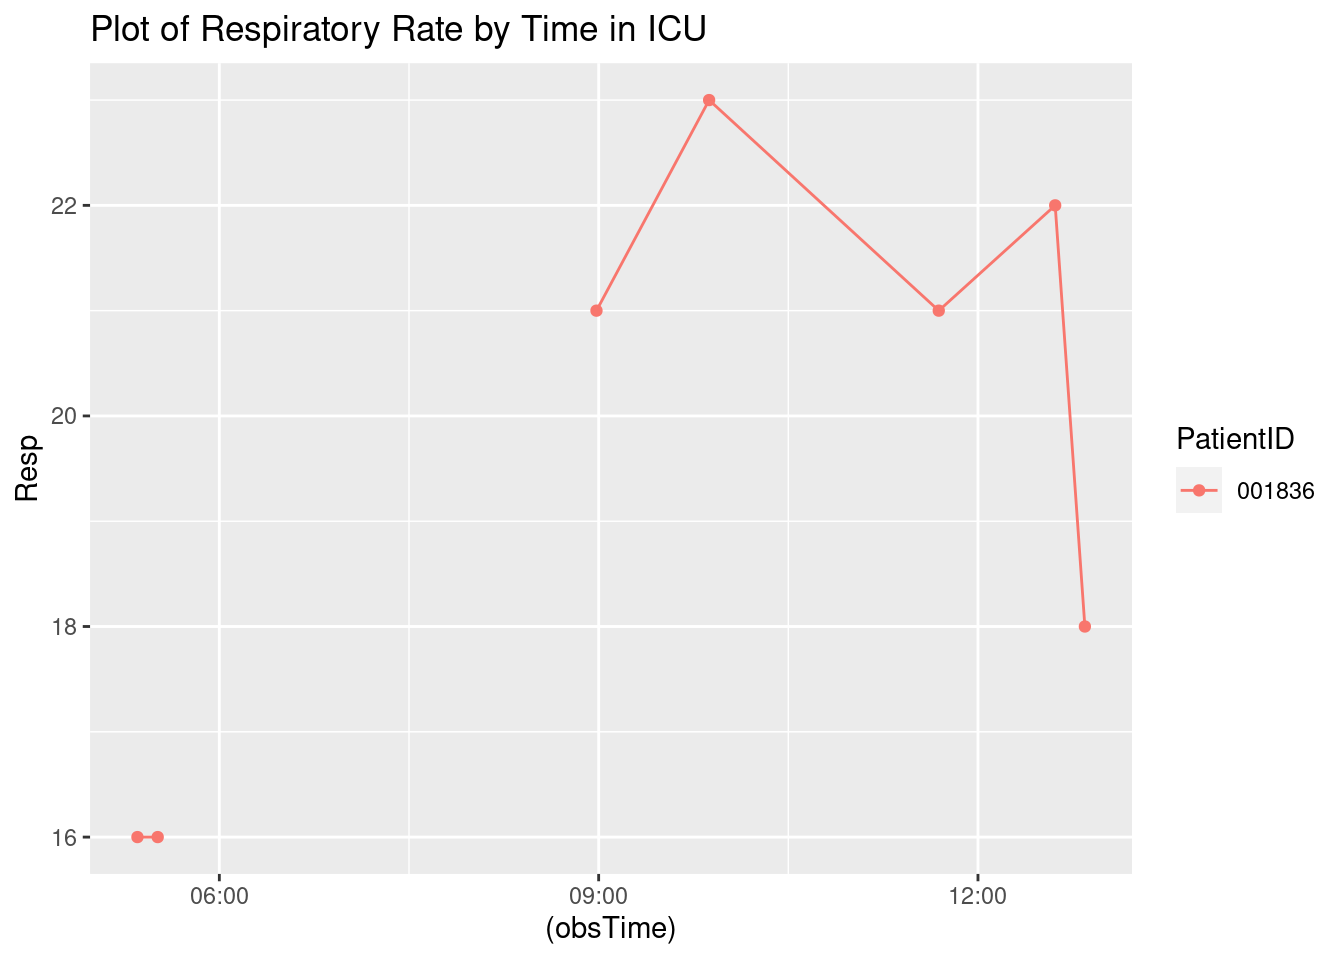 Plot of Respiratory Rate by Time in ICU
22
20
18
16
Resp
06:00 09:00 12:00
(obsTime)
PatientID
001836